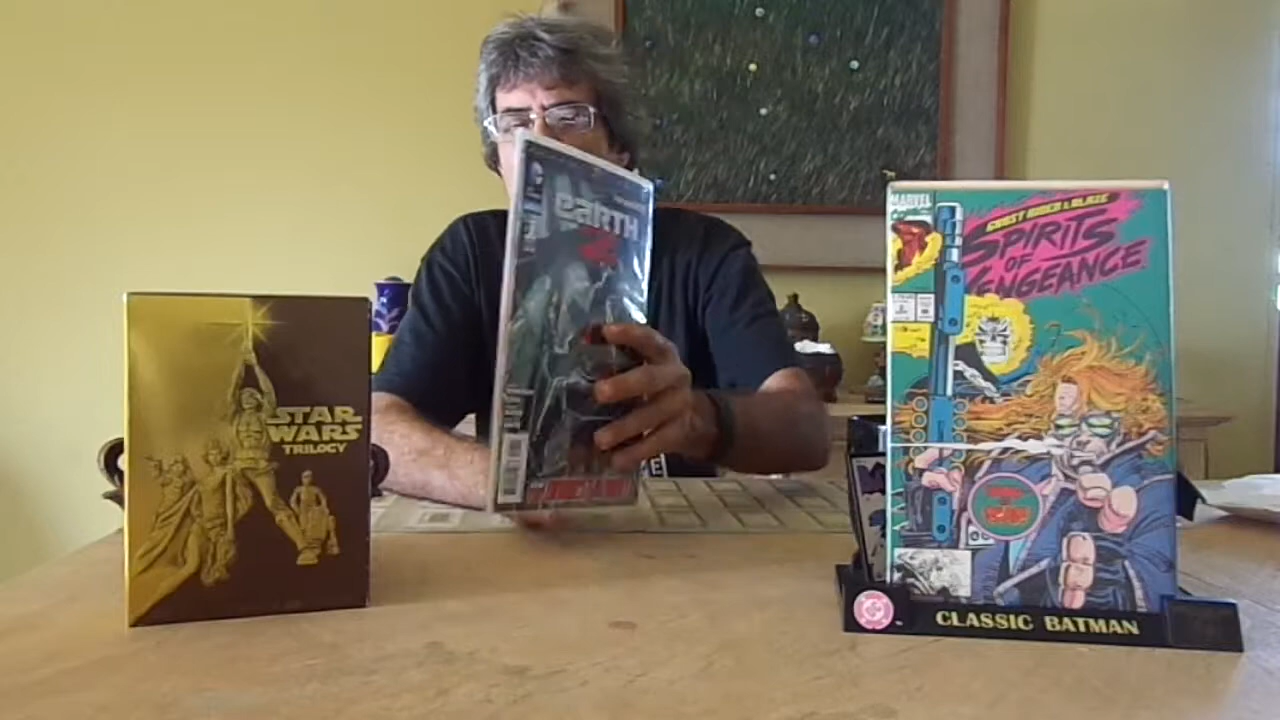 STAR
WARS
TRILOGY
eaRTH
2
MARVEL
GHOST RIDER & BLAZE
SPIRITS
OF
VENGEANCE
CLASSIC BATMAN